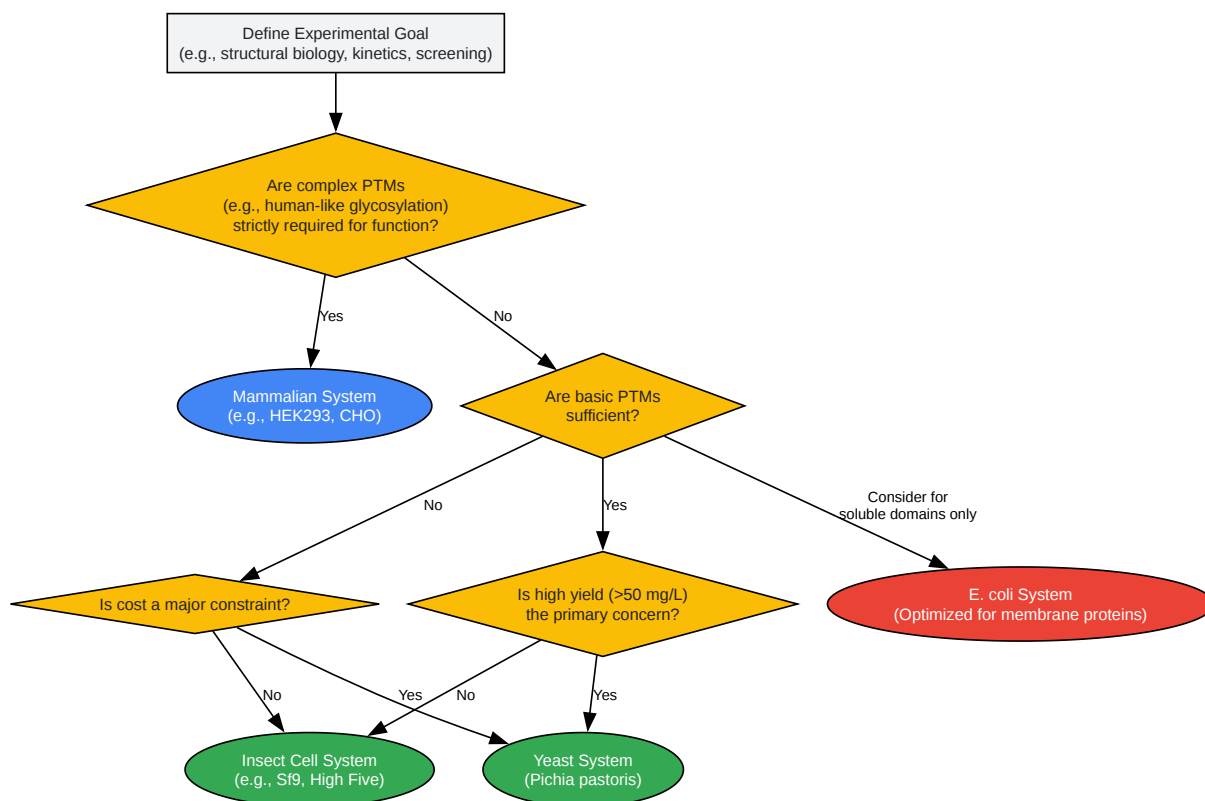 Define Experimental Goal
(e.g., structural biology, kinetics, screening)
Are complex PTMs
(e.g., human-like glycosylation)
strictly required for function?
Yes
No
Mammalian System
(e.g., HEK293, CHO)
Are basic PTMs
sufficient?
No
Yes
Consider for
soluble domains only
Is cost a major constraint?
Is high yield (>50 mg/L)
the primary concern?
E. coli System
(Optimized for membrane proteins)
No
Yes
No
Yes
Insect Cell System
(e.g., Sf9, High Five)
Yeast System
(Pichia pastoris)